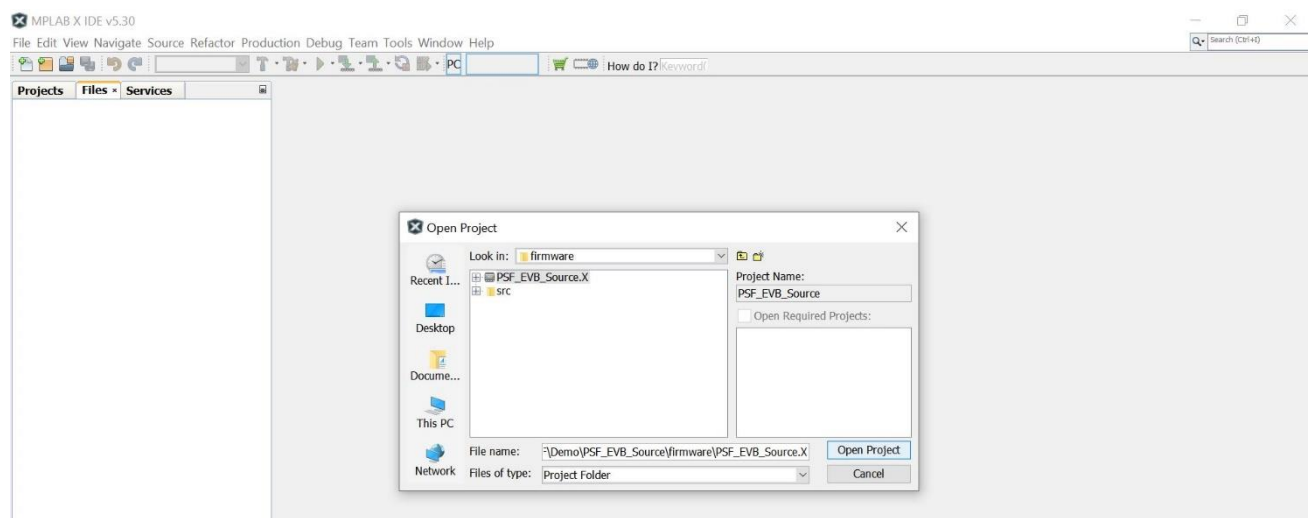 MPLAB X IDE v5.30
File Edit View Navigate Source Refactor Production Debug Team Tools Window Help
Search (Ctrl+I)
PC
How do I?
Projects Files Services
Open Project
Look in: firmware
Recent I...
Desktop
Docume...
This PC
Network
PSF_EVB_Source.X
src
Project Name:
PSF_EVB_Source
Open Required Projects:
File name: \Demo\PSF_EVB_Source\firmware\PSF_EVB_Source.X
Open Project
Files of type: Project Folder
Cancel